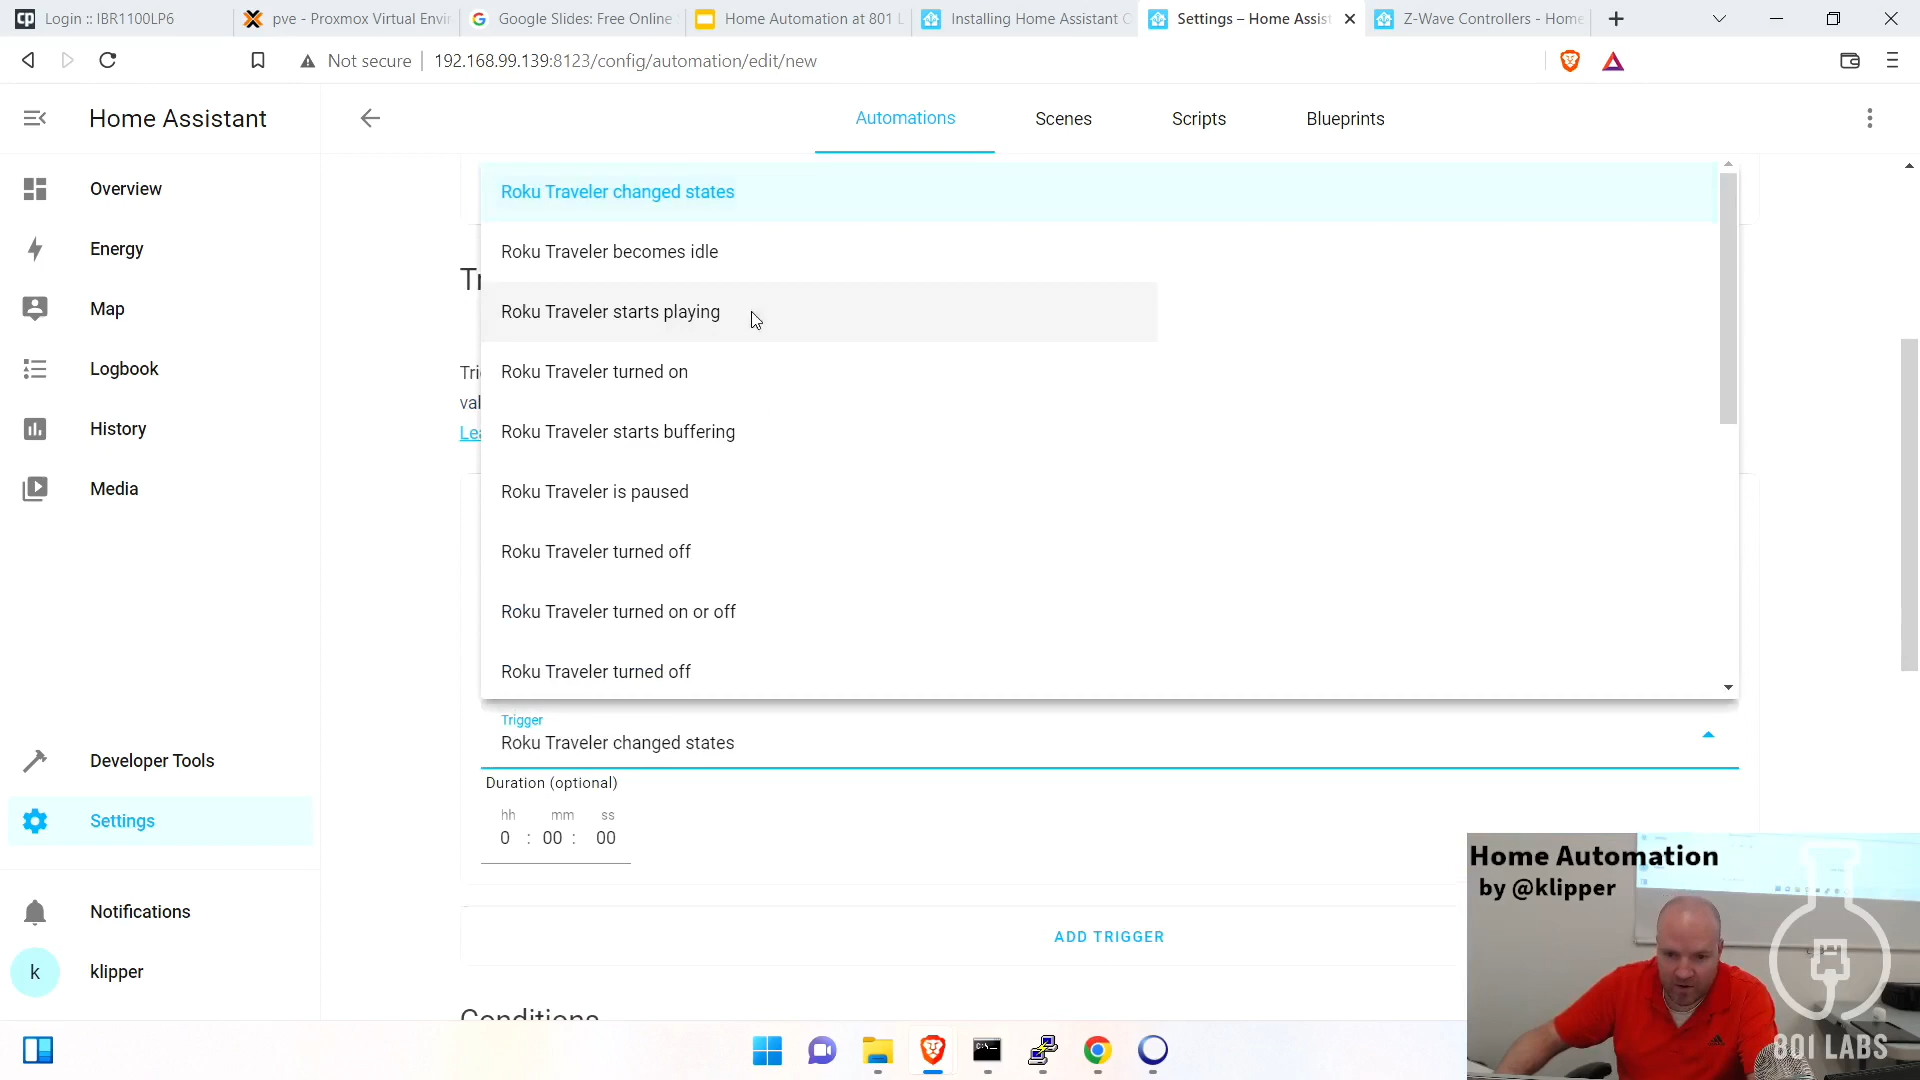 Login :: IBR1100LP6
pve - Proxmox Virtual Envir
Google Slides: Free Online
Home Automation at 801 L
Installing Home Assistant O
Settings – Home Assist
Z-Wave Controllers - Home
Not secure
192.168.99.139:8123/config/automation/edit/new
Home Assistant
Automations
Scenes
Scripts
Blueprints
Overview
Energy
Map
Logbook
History
Media
Developer Tools
Settings
Notifications
k
klipper
Roku Traveler changed states
Roku Traveler becomes idle
Tr
Roku Traveler starts playing
Roku Traveler turned on
Tri
val
Roku Traveler starts buffering
Lea
Roku Traveler is paused
Roku Traveler turned off
Roku Traveler turned on or off
Roku Traveler turned off
Trigger
Roku Traveler changed states
Duration (optional)
hh mm ss
0 : 00 : 00
ADD TRIGGER
Conditions
Home Automation
by @klipper
801 LABS